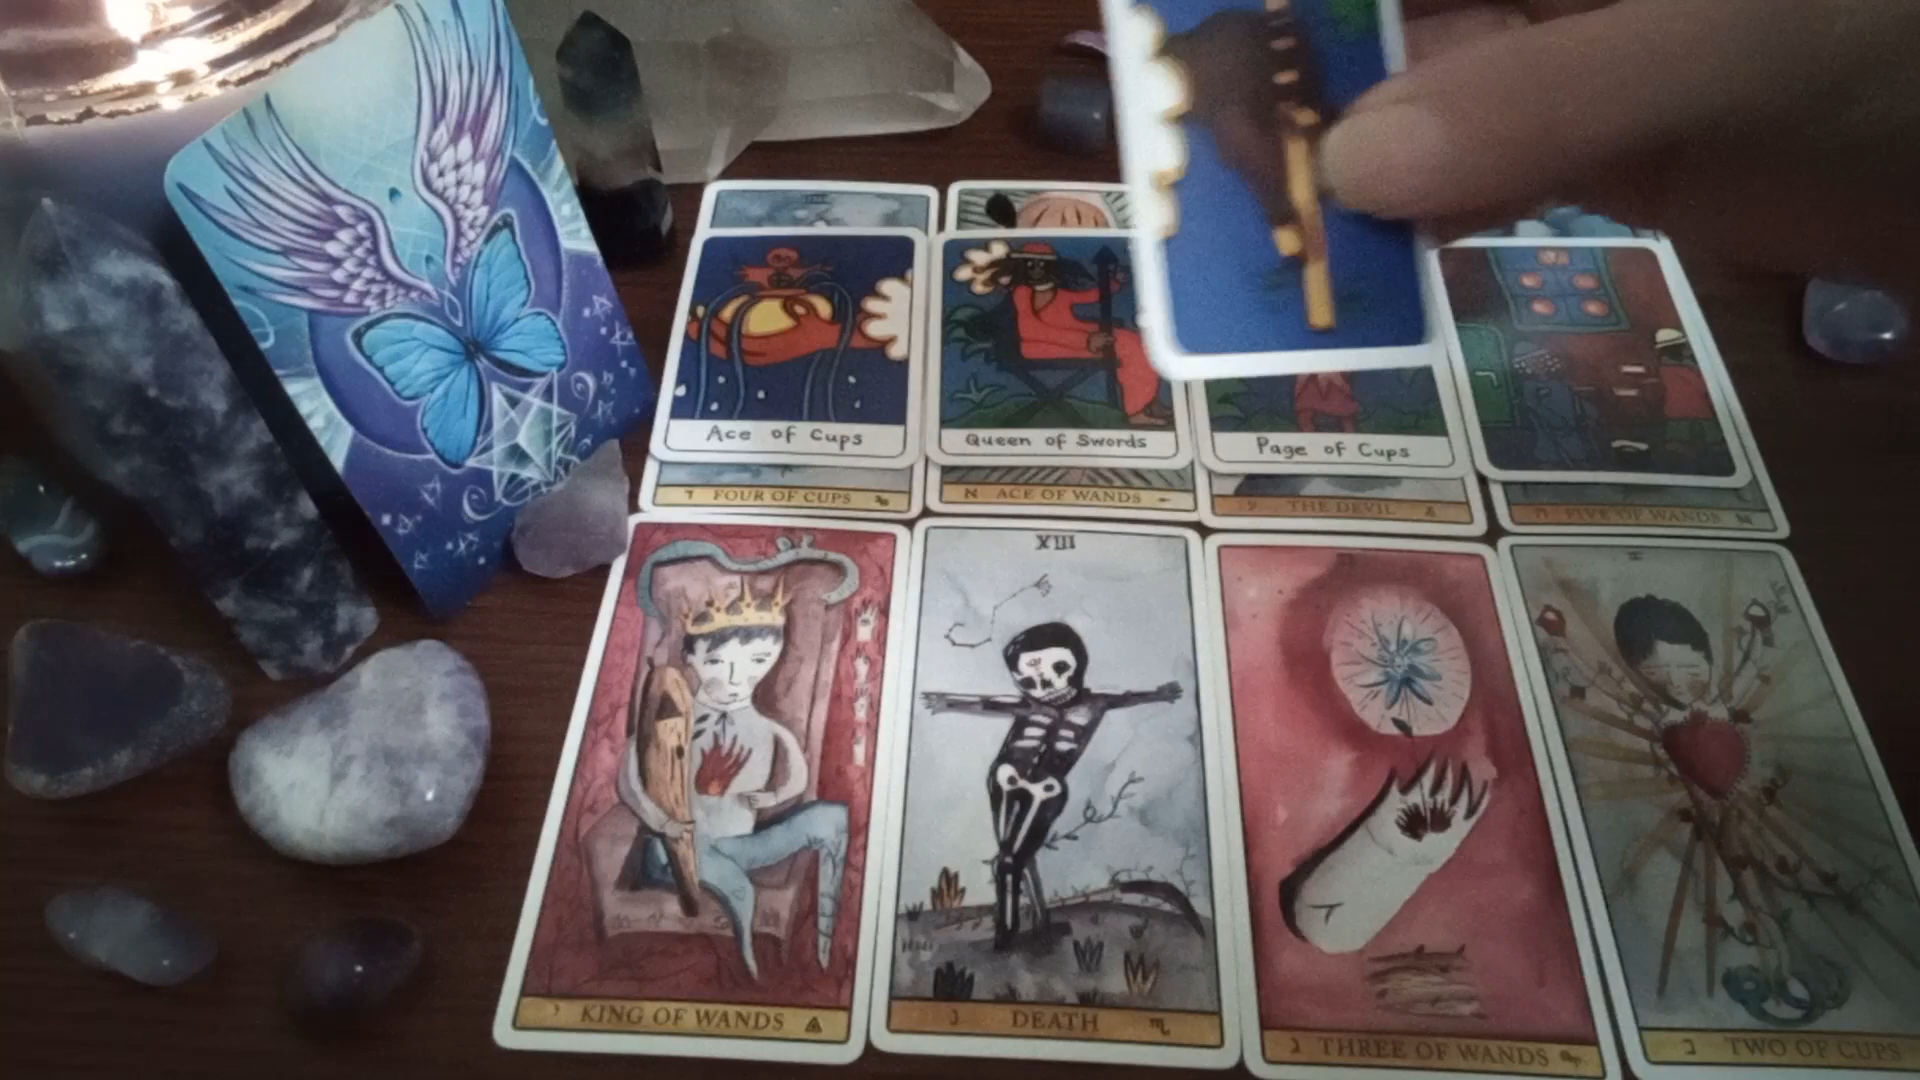 Ace of Cups
Queen of Swords
Page of Cups
FOUR OF CUPS
ACE OF WANDS
THE DEVIL
FIVE OF WANDS
XIII
II
KING OF WANDS
DEATH
THREE OF WANDS
TWO OF CUPS